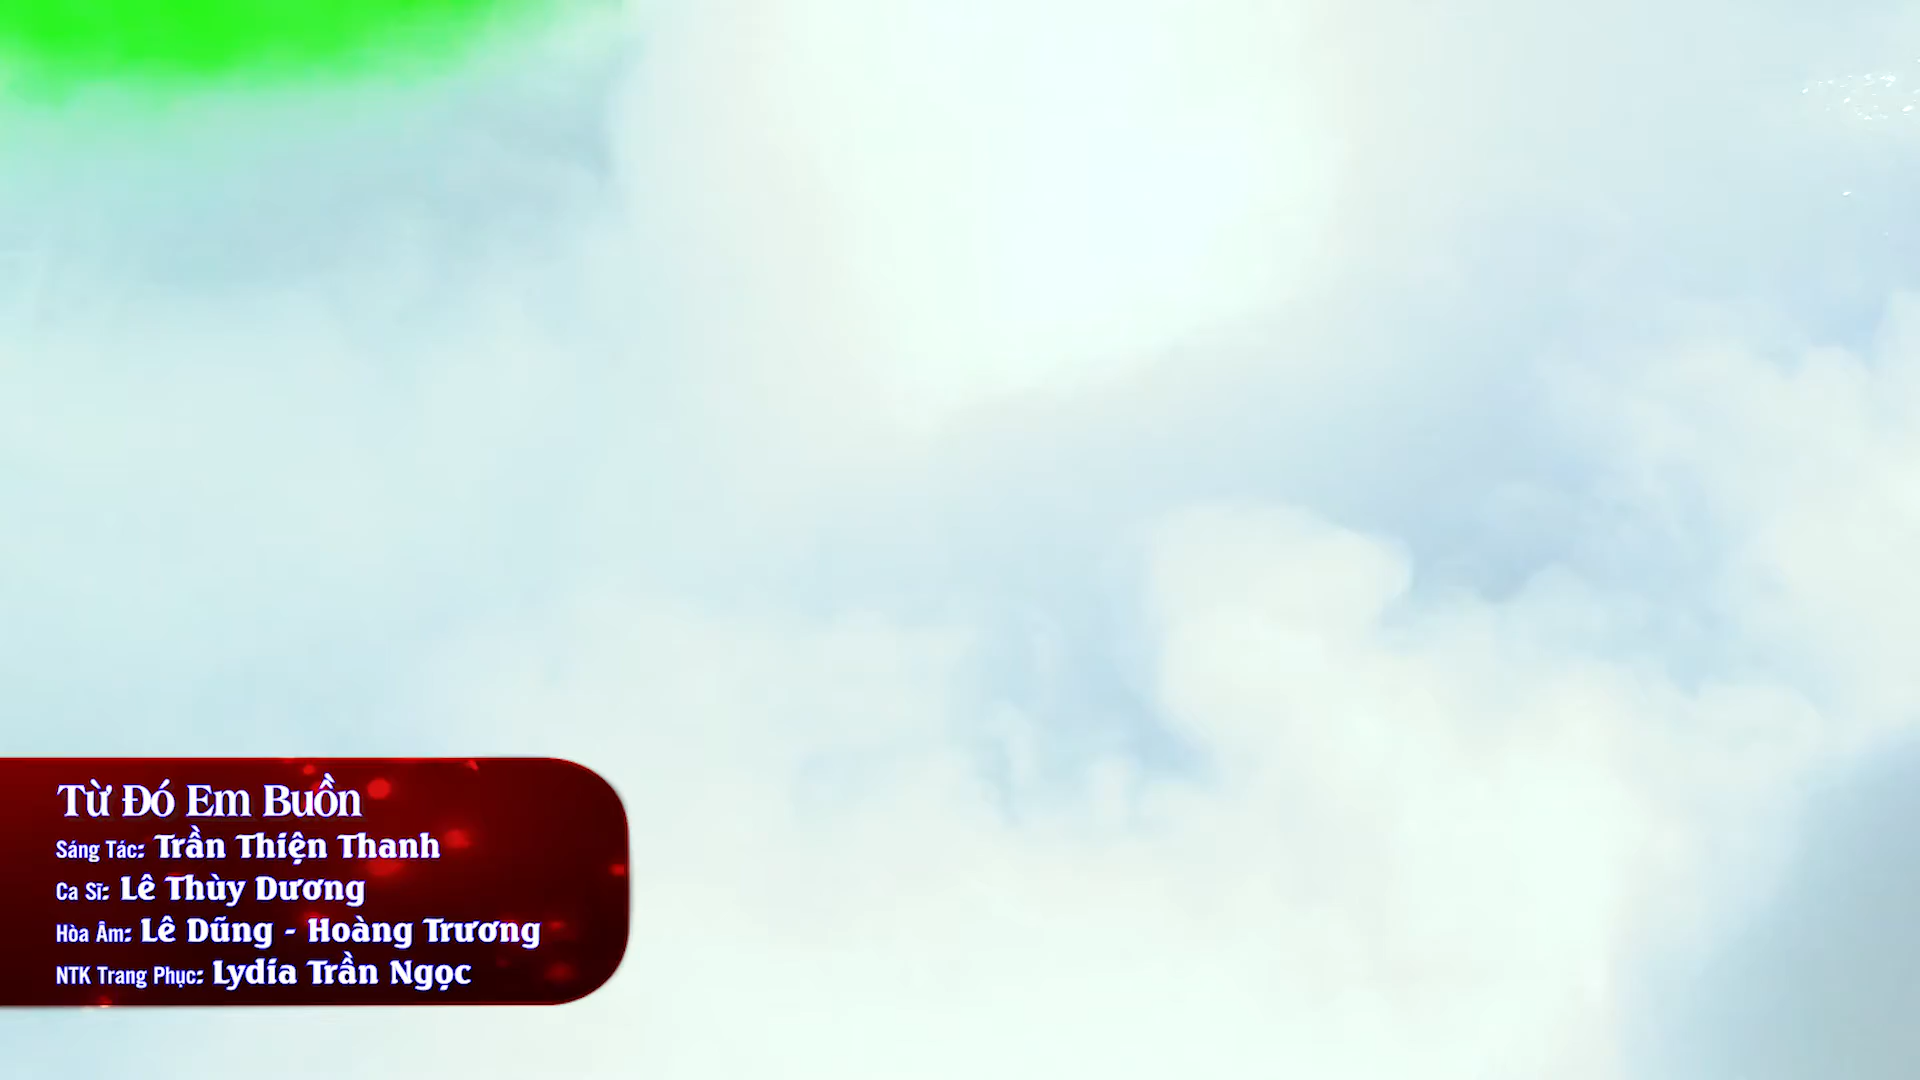 Từ Đó Em Buồn
Sáng Tác: Trần Thiện Thanh
Ca Sĩ: Lê Thùy Dương
Hòa Âm: Lê Dũng - Hoàng Trương
NTK Trang Phục: Lydia Trần Ngọc